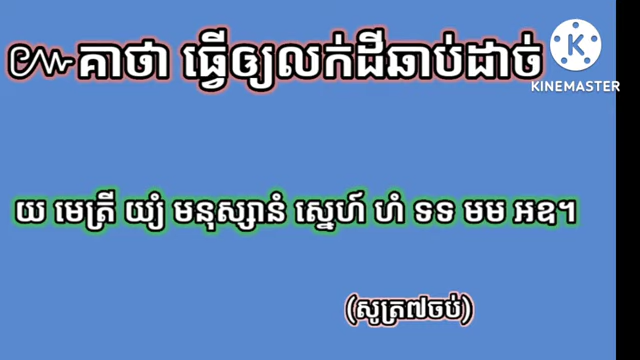 ៚គាថា ធ្វើឲ្យលក់ដីឆាប់ដាច់
KINEMASTER
យ មេត្រី យ្យំ មនុស្សានំ ស្នេហ៍ ហំ ទទ មម អឧ។
(សូត្រ៧ចប់)